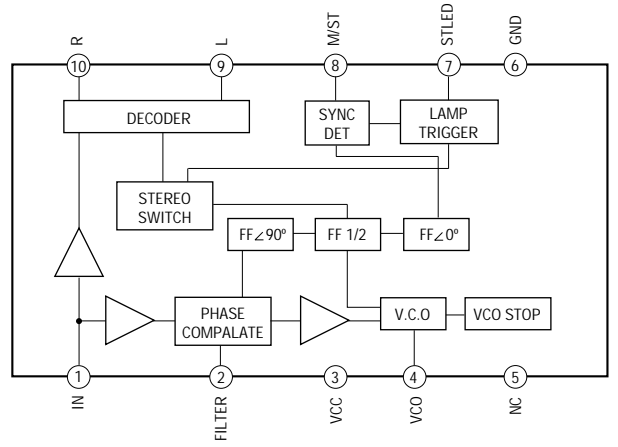 R
L
M/ST
STLED
GND
10
9
8
7
6
DECODER
SYNC
DET
LAMP
TRIGGER
STEREO
SWITCH
FF∠90º
FF 1/2
FF∠0º
PHASE
COMPALATE
V.C.O
VCO STOP
1
2
3
4
5
IN
FILTER
VCC
VCO
NC